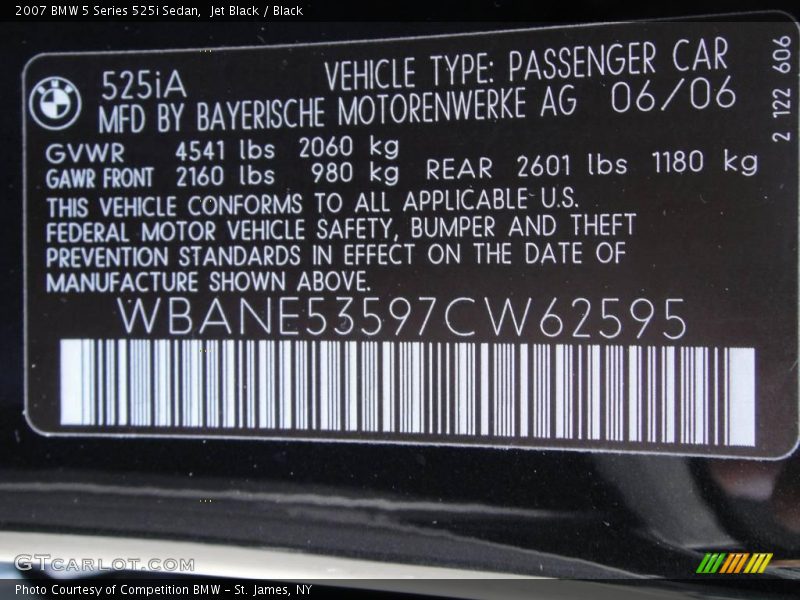 2007 BMW 5 Series 525i Sedan,  Jet Black / Black
BMW
525iA
VEHICLE TYPE: PASSENGER CAR
MFD BY BAYERISCHE MOTORENWERKE AG 06/06
2 122 606
GVWR 4541 lbs 2060 kg
GAWR FRONT 2160 lbs 980 kg REAR 2601 lbs 1180 kg
THIS VEHICLE CONFORMS TO ALL APPLICABLE U.S.
FEDERAL MOTOR VEHICLE SAFETY, BUMPER AND THEFT
PREVENTION STANDARDS IN EFFECT ON THE DATE OF
MANUFACTURE SHOWN ABOVE.
WBANE53597CW62595
GTCARLOT.COM
Photo Courtesy of Competition BMW - St. James, NY